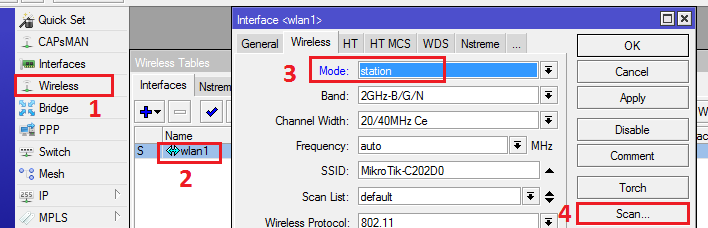 Quick Set
CAPsMAN
Interfaces
Wireless
1
Bridge
PPP
Switch
Mesh
IP
MPLS
Wireless Tables
Interfaces Nstreme
Name
S wlan1
2
Interface <wlan1>
General Wireless HT HT MCS WDS Nstreme ...
3 Mode: station
Band: 2GHz-B/G/N
Channel Width: 20/40MHz Ce
Frequency: auto MHz
SSID: MikroTik-C202D0
Scan List: default
Wireless Protocol: 802.11
OK
Cancel
Apply
Disable
Comment
Torch
4 Scan...